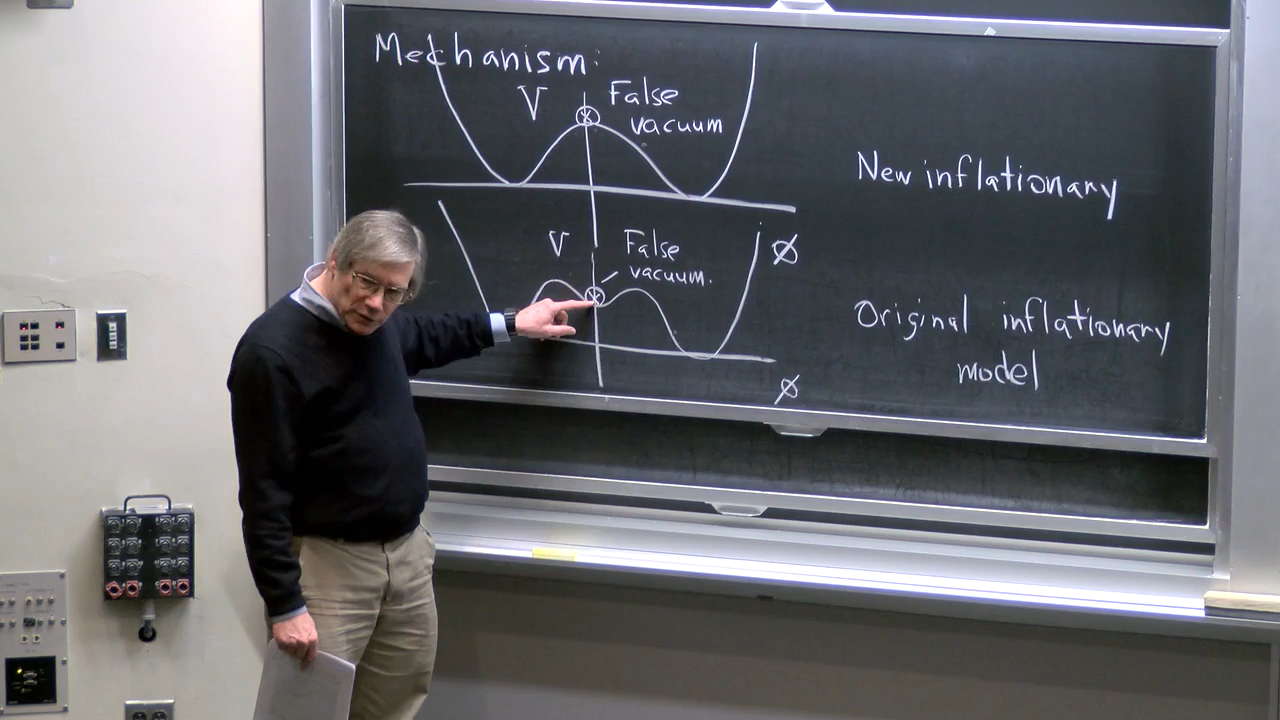 Mechanism:
V
False
vacuum
New inflationary
ø
V
False
vacuum.
Original inflationary
model
ø